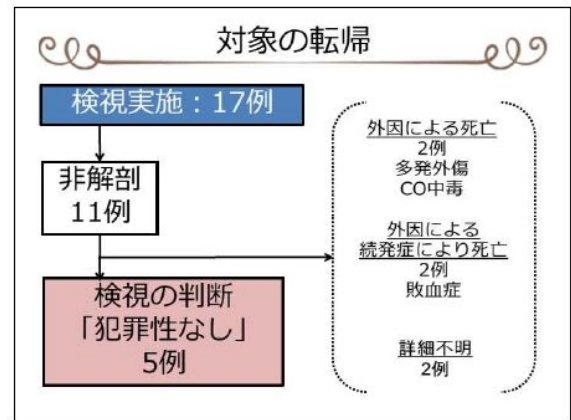 対象の転帰
検視実施：17例
非解剖
11例
検視の判断
「犯罪性なし」
5例
外因による死亡
2例
多発外傷
CO中毒
外因による
続発症により死亡
2例
敗血症
詳細不明
2例